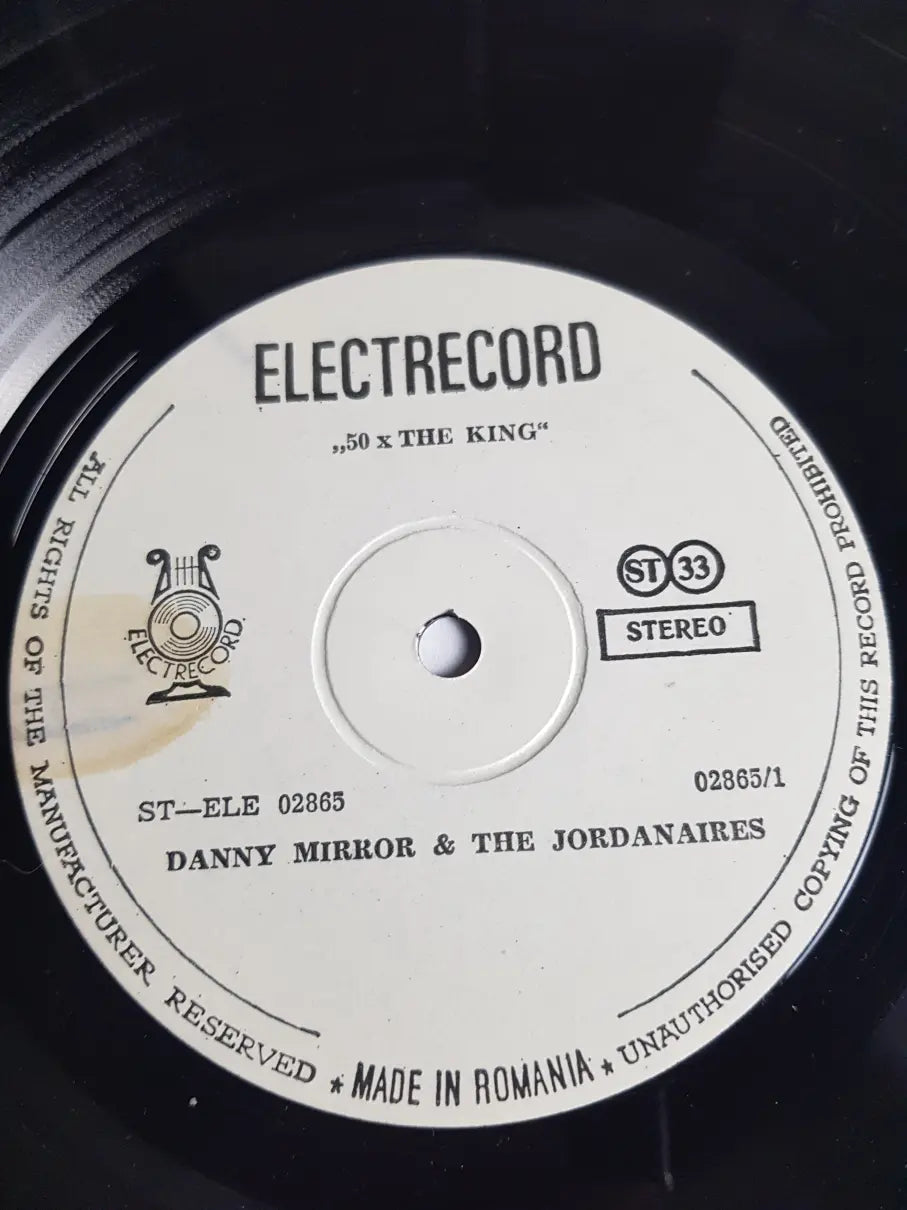 ELECTRECORD
„50 x THE KING“
ELECTRECORD
ST 33
STEREO
ST—ELE 02865
02865/1
DANNY MIRROR & THE JORDANAIRES
ALL RIGHTS OF THE MANUFACTURER RESERVED ★ MADE IN ROMANIA ★ UNAUTHORISED COPYING OF THIS RECORD PROHIBITED